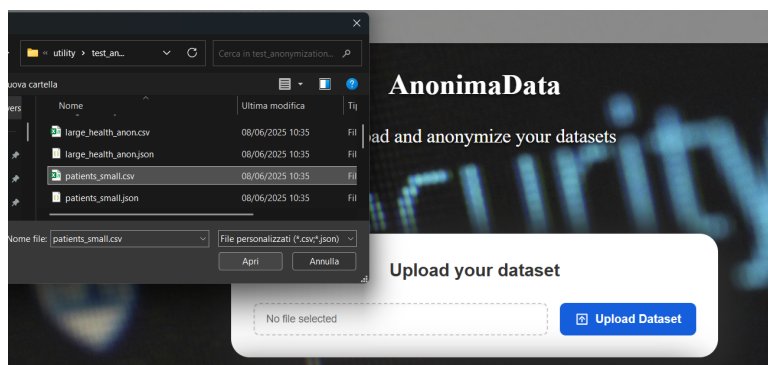 utility > test_an...
Cerca in test_anonymization...
uova cartella
Nome
Ultima modifica
large_health_anon.csv
08/06/2025 10:35
Fil
large_health_anon.json
08/06/2025 10:35
Fil
patients_small.csv
08/06/2025 10:35
Fil
patients_small.json
08/06/2025 10:35
Fil
Nome file:
patients_small.csv
File personalizzati (*.csv;*.json)
Apri
Annulla
AnonimaData
ad and anonymize your datasets
Upload your dataset
No file selected
Upload Dataset